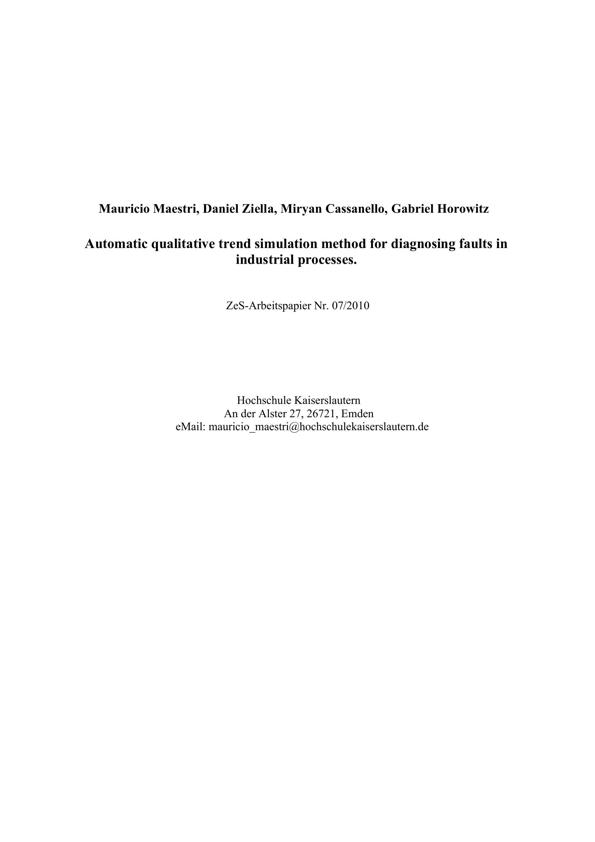 Mauricio Maestri, Daniel Ziella, Miryan Cassanello, Gabriel Horowitz
Automatic qualitative trend simulation method for diagnosing faults in
industrial processes.
ZeS-Arbeitspapier Nr. 07/2010
Hochschule Kaiserslautern
An der Alster 27, 26721, Emden
eMail: mauricio_maestri@hochschulekaiserslautern.de